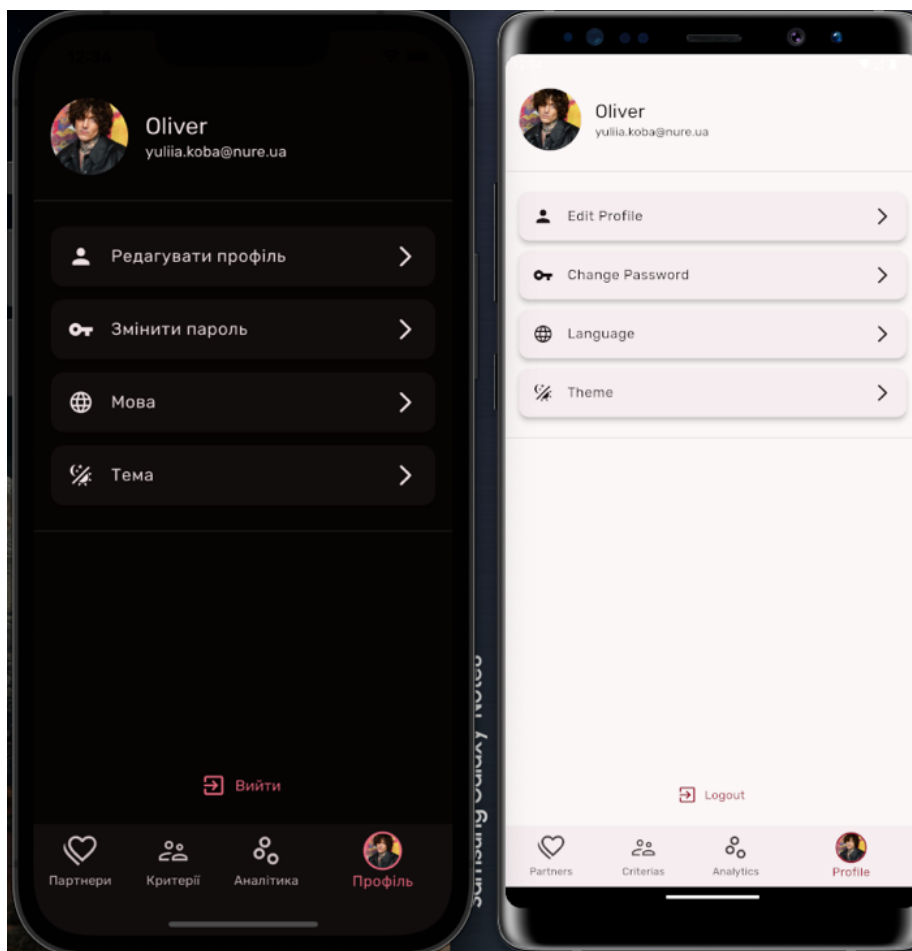 Oliver
yuliia.koba@nure.ua
Редагувати профіль
Змінити пароль
Мова
Тема
Вийти
Партнери
Критерії
Аналітика
Профіль
Samsung Galaxy Note8
Oliver
yuliia.koba@nure.ua
Edit Profile
Change Password
Language
Theme
Logout
Partners
Criterias
Analytics
Profile